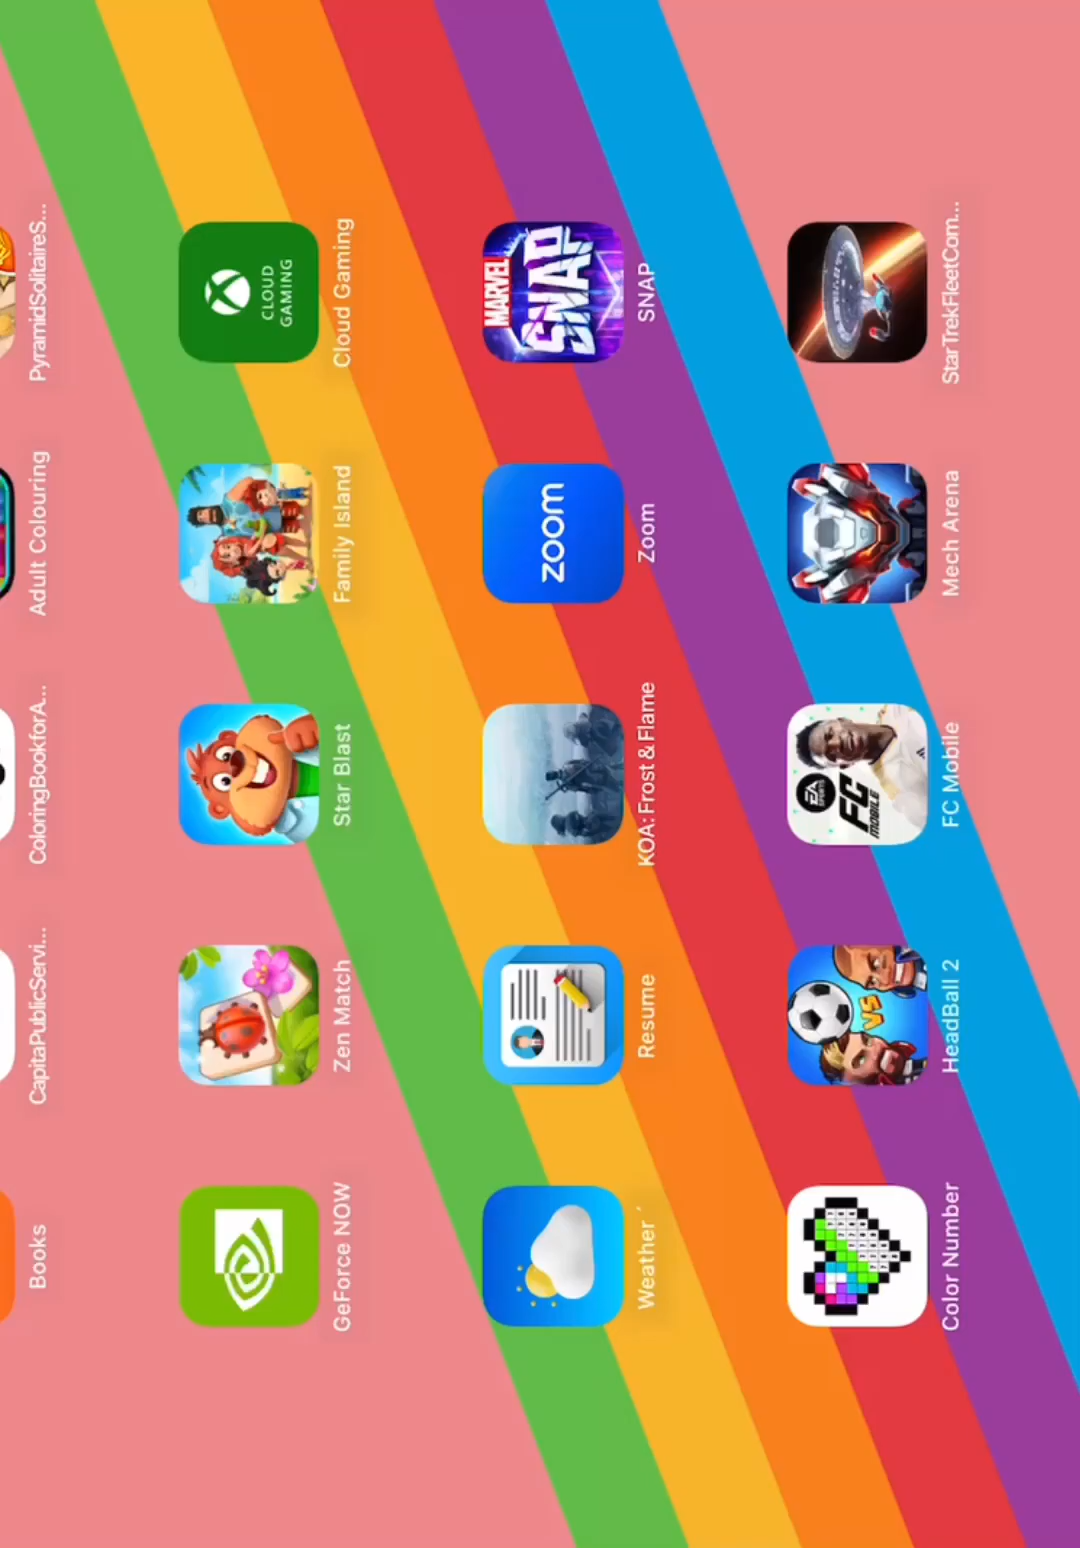 Books
CapitaPublicServi...
ColoringBookforA...
Adult Colouring
PyramidSolitaireS...
CLOUD
GAMING
GeForce NOW
Zen Match
Star Blast
Family Island
Cloud Gaming
zoom
MARVEL
SNAP
Weather ´
Resume
KOA: Frost & Flame
Zoom
SNAP
VS
EA
SPORTS
FC
MOBILE
Color Number
HeadBall 2
FC Mobile
Mech Arena
StarTrekFleetCom...